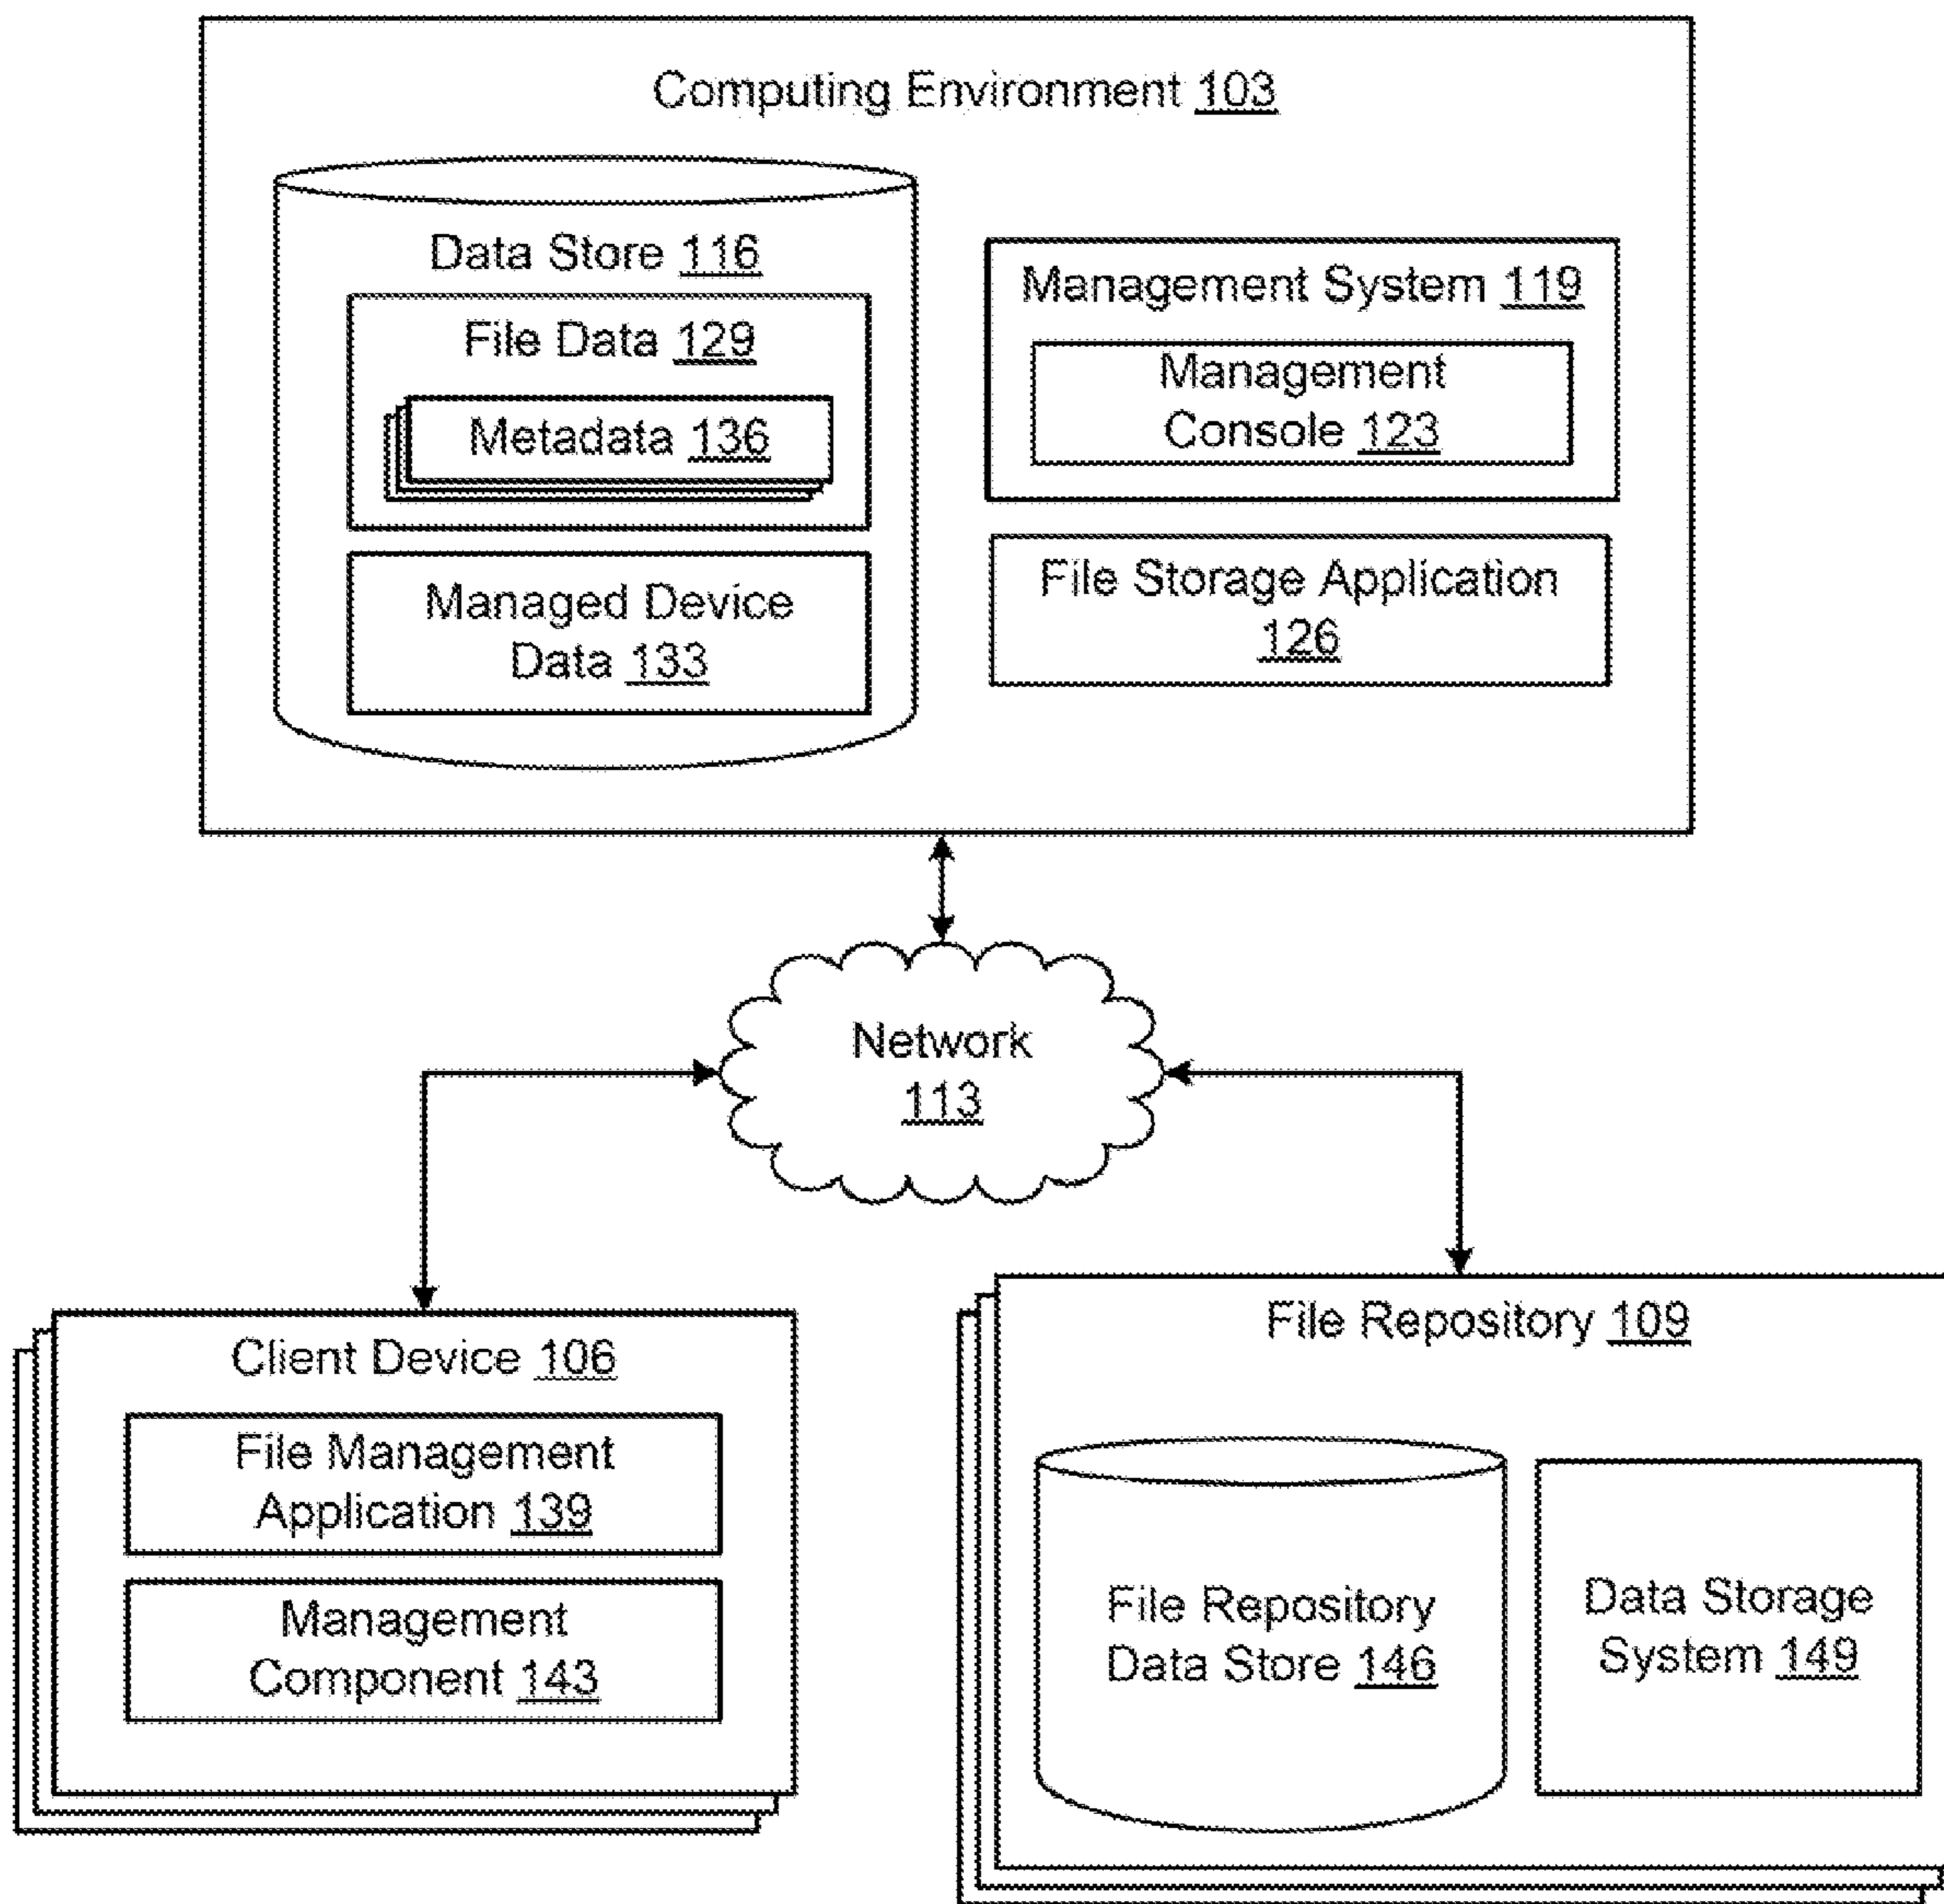 Computing Environment 103
Data Store 116
File Data 129
Metadata 136
Managed Device
Data 133
Management System 119
Management
Console 123
File Storage Application
126
Network
113
Client Device 106
File Management
Application 139
Management
Component 143
File Repository 109
File Repository
Data Store 146
Data Storage
System 149